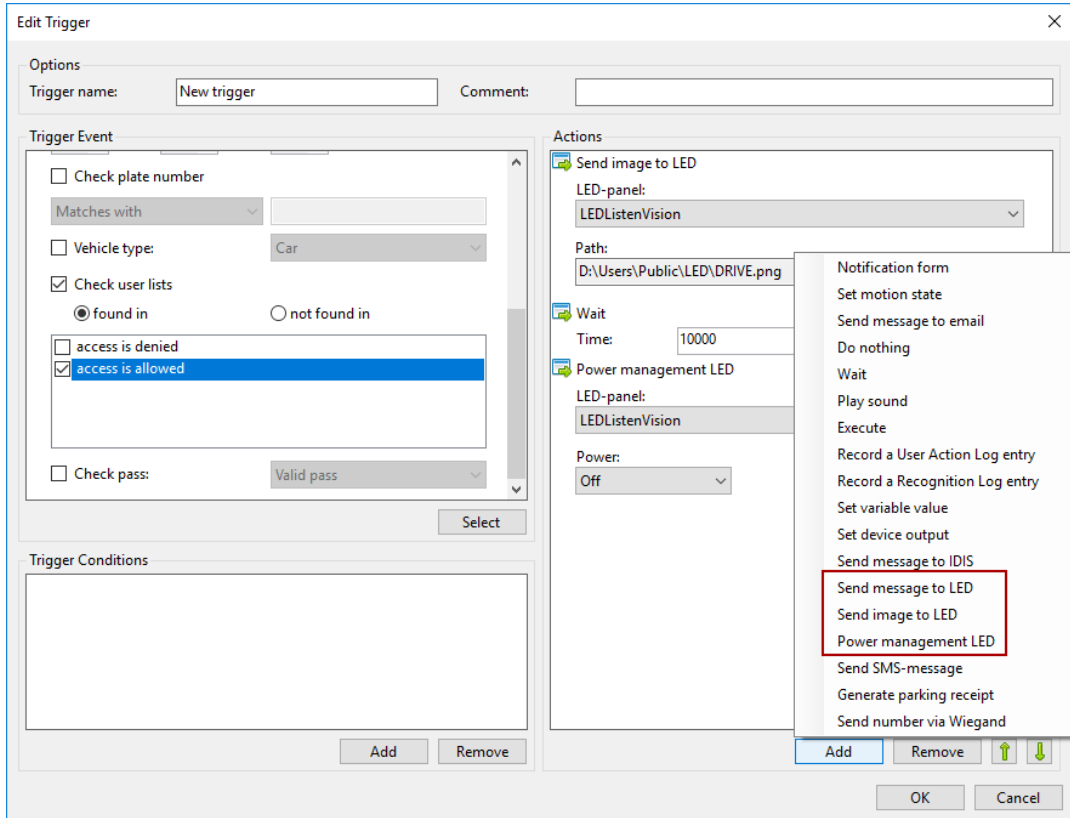 Edit Trigger
Options
Trigger name: New trigger Comment:
Trigger Event
Check plate number
Matches with
Vehicle type: Car
Check user lists
found in not found in
access is denied
access is allowed
Check pass: Valid pass
Select
Trigger Conditions
Add Remove
Actions
Send image to LED
LED-panel:
LEDListenVision
Path:
D:\Users\Public\LED\DRIVE.png
Wait
Time: 10000
Power management LED
LED-panel:
LEDListenVision
Power:
Off
Notification form
Set motion state
Send message to email
Do nothing
Wait
Play sound
Execute
Record a User Action Log entry
Record a Recognition Log entry
Set variable value
Set device output
Send message to IDIS
Send message to LED
Send image to LED
Power management LED
Send SMS-message
Generate parking receipt
Send number via Wiegand
Add Remove
OK Cancel